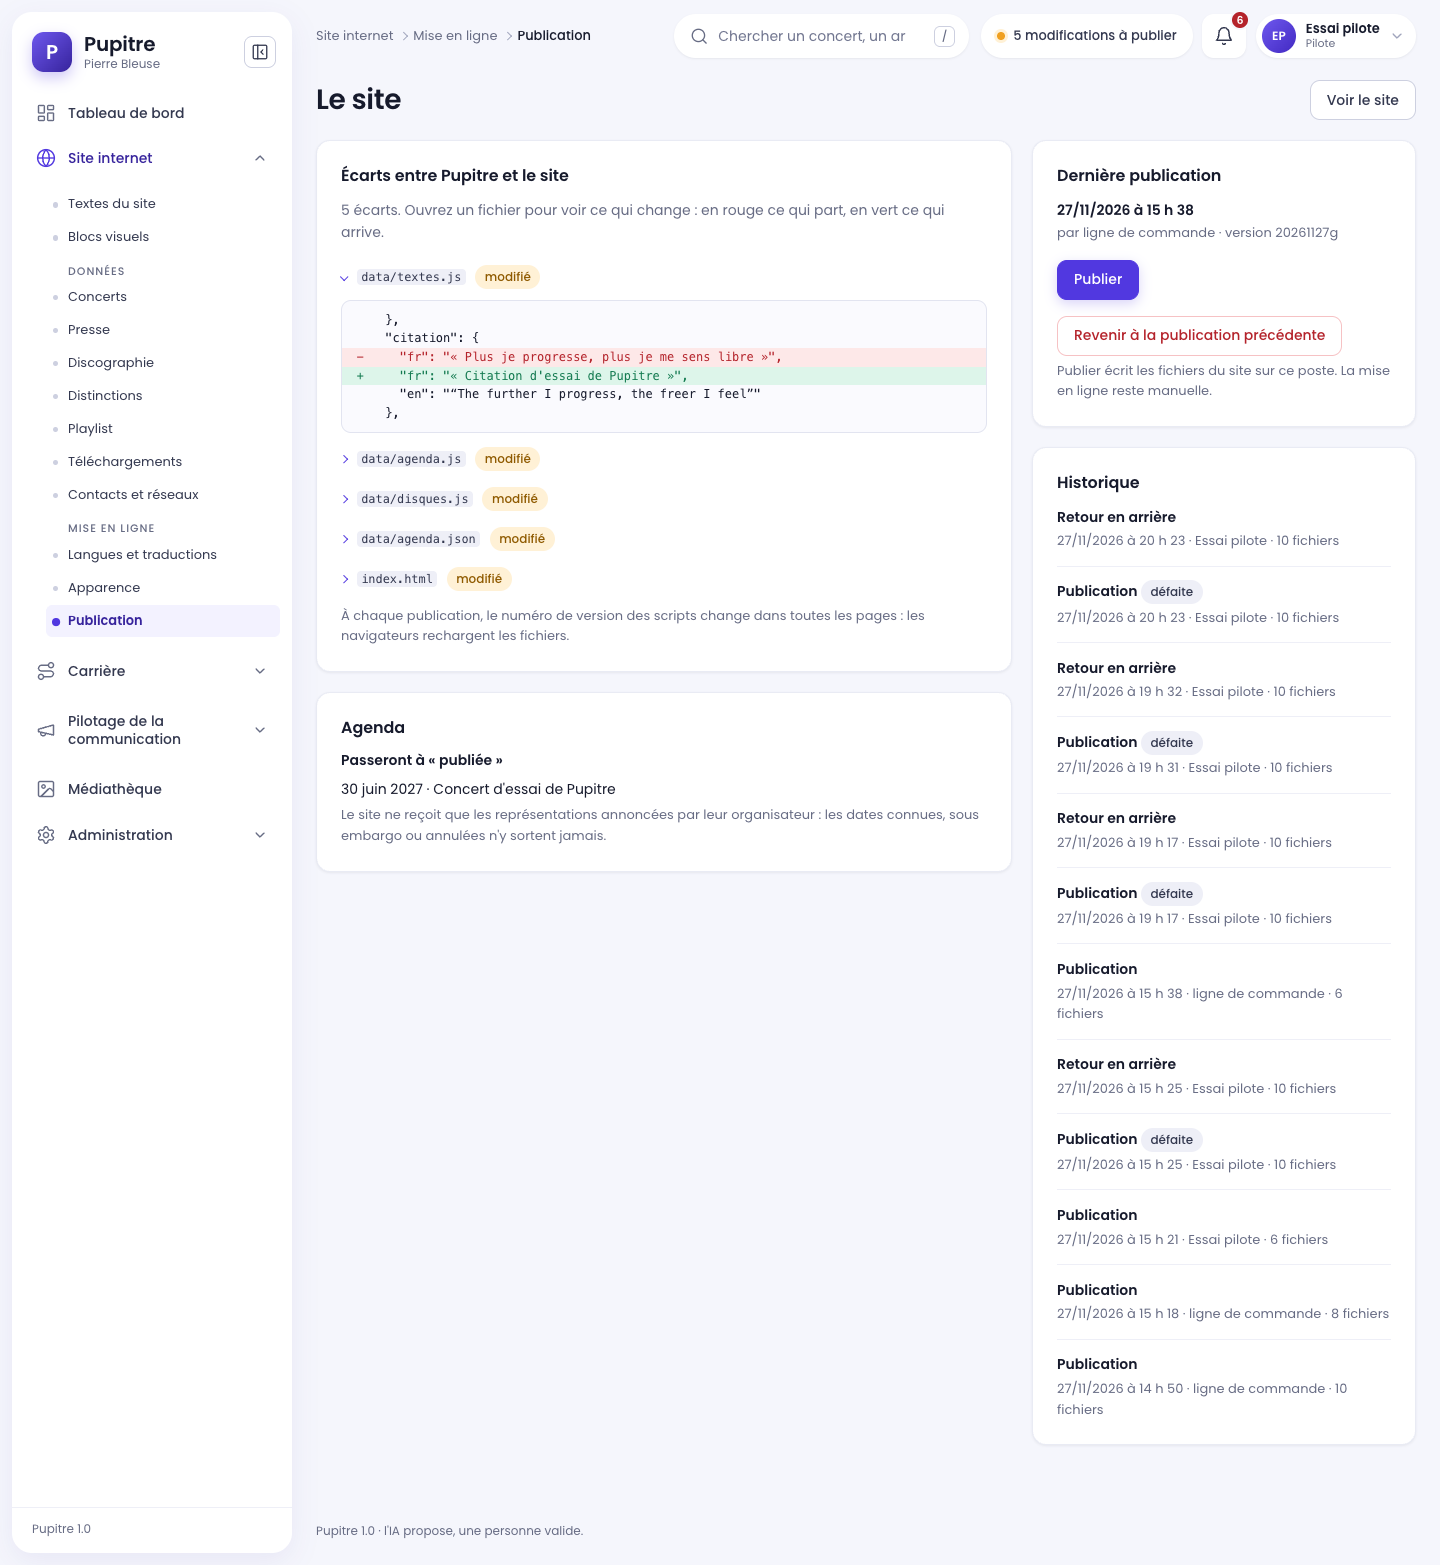 P
Pupitre
Pierre Bleuse
Tableau de bord
Site internet
Textes du site
Blocs visuels
DONNÉES
Concerts
Presse
Discographie
Distinctions
Playlist
Téléchargements
Contacts et réseaux
MISE EN LIGNE
Langues et traductions
Apparence
Publication
Carrière
Pilotage de la
communication
Médiathèque
Administration
Pupitre 1.0
Site internet > Mise en ligne > Publication
Chercher un concert, un ar
/
5 modifications à publier
6
EP
Essai pilote
Pilote
Le site
Voir le site
Écarts entre Pupitre et le site
5 écarts. Ouvrez un fichier pour voir ce qui change : en rouge ce qui part, en vert ce qui
arrive.
data/textes.js modifié
},
"citation": {
− "fr": "« Plus je progresse, plus je me sens libre »",
+ "fr": "« Citation d'essai de Pupitre »",
"en": "“The further I progress, the freer I feel”"
},
data/agenda.js modifié
data/disques.js modifié
data/agenda.json modifié
index.html modifié
À chaque publication, le numéro de version des scripts change dans toutes les pages : les
navigateurs rechargent les fichiers.
Agenda
Passeront à « publiée »
30 juin 2027 · Concert d'essai de Pupitre
Le site ne reçoit que les représentations annoncées par leur organisateur : les dates connues, sous
embargo ou annulées n'y sortent jamais.
Dernière publication
27/11/2026 à 15 h 38
par ligne de commande · version 20261127g
Publier
Revenir à la publication précédente
Publier écrit les fichiers du site sur ce poste. La mise
en ligne reste manuelle.
Historique
Retour en arrière
27/11/2026 à 20 h 23 · Essai pilote · 10 fichiers
Publication défaite
27/11/2026 à 20 h 23 · Essai pilote · 10 fichiers
Retour en arrière
27/11/2026 à 19 h 32 · Essai pilote · 10 fichiers
Publication défaite
27/11/2026 à 19 h 31 · Essai pilote · 10 fichiers
Retour en arrière
27/11/2026 à 19 h 17 · Essai pilote · 10 fichiers
Publication défaite
27/11/2026 à 19 h 17 · Essai pilote · 10 fichiers
Publication
27/11/2026 à 15 h 38 · ligne de commande · 6
fichiers
Retour en arrière
27/11/2026 à 15 h 25 · Essai pilote · 10 fichiers
Publication défaite
27/11/2026 à 15 h 25 · Essai pilote · 10 fichiers
Publication
27/11/2026 à 15 h 21 · Essai pilote · 6 fichiers
Publication
27/11/2026 à 15 h 18 · ligne de commande · 8 fichiers
Publication
27/11/2026 à 14 h 50 · ligne de commande · 10
fichiers
Pupitre 1.0 · l'IA propose, une personne valide.